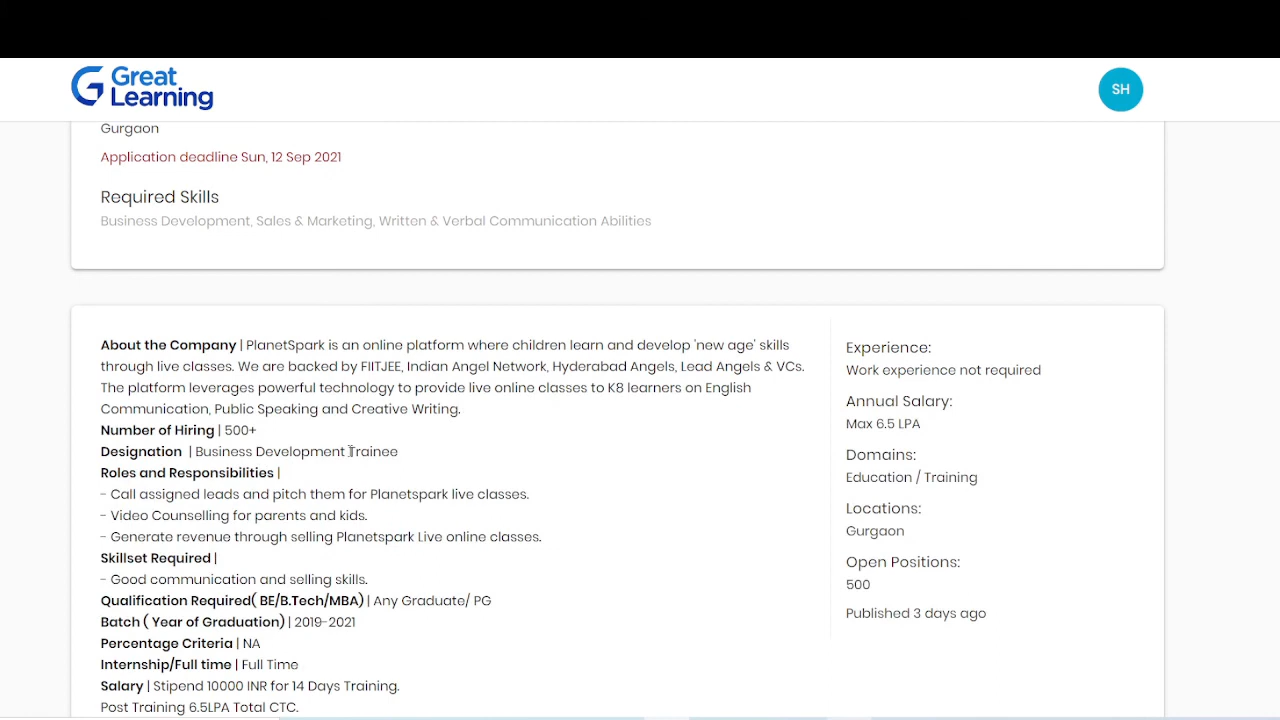 Great
Learning
SH
Gurgaon
Application deadline Sun, 12 Sep 2021
Required Skills
Business Development, Sales & Marketing, Written & Verbal Communication Abilities
About the Company | PlanetSpark is an online platform where children learn and develop 'new age' skills
through live classes. We are backed by FIITJEE, Indian Angel Network, Hyderabad Angels, Lead Angels & VCs.
The platform leverages powerful technology to provide live online classes to K8 learners on English
Communication, Public Speaking and Creative Writing.
Number of Hiring | 500+
Designation | Business Development Trainee
Roles and Responsibilities |
- Call assigned leads and pitch them for Planetspark live classes.
- Video Counselling for parents and kids.
- Generate revenue through selling Planetspark Live online classes.
Skillset Required |
- Good communication and selling skills.
Qualification Required( BE/B.Tech/MBA) | Any Graduate/ PG
Batch ( Year of Graduation) | 2019-2021
Percentage Criteria | NA
Internship/Full time | Full Time
Salary | Stipend 10000 INR for 14 Days Training.
Post Training 6.5LPA Total CTC.
Experience:
Work experience not required
Annual Salary:
Max 6.5 LPA
Domains:
Education / Training
Locations:
Gurgaon
Open Positions:
500
Published 3 days ago